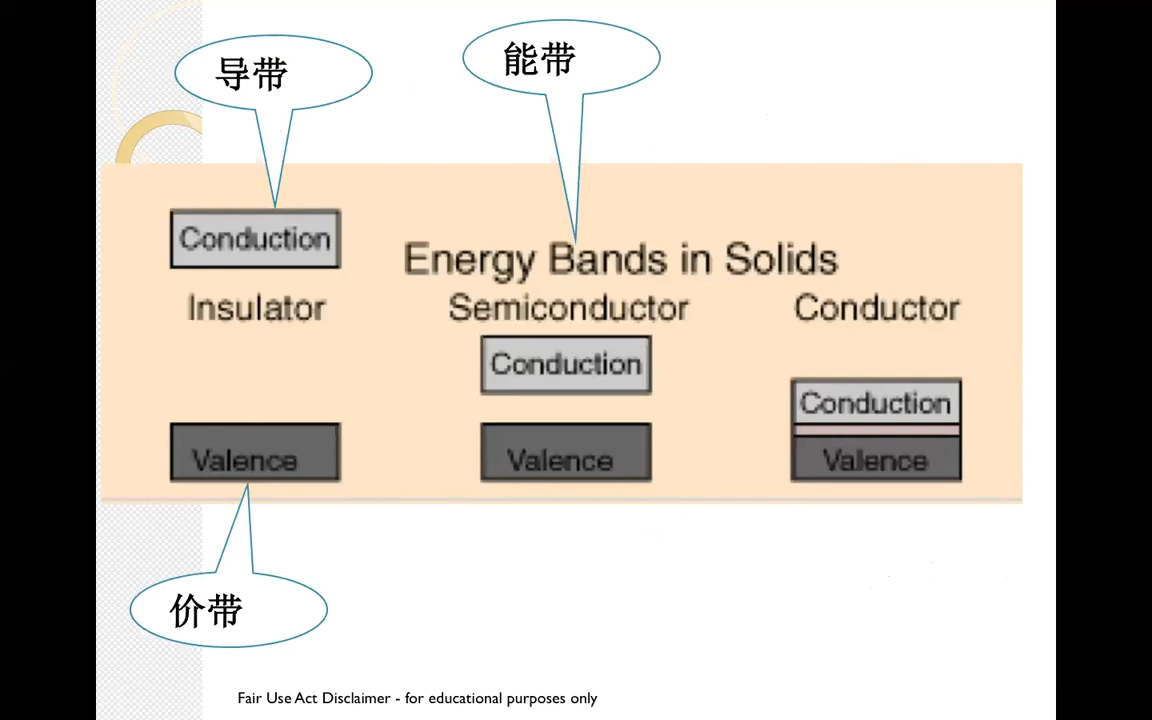 导带
能带
Conduction
Energy Bands in Solids
Insulator
Semiconductor
Conductor
Conduction
Conduction
Valence
Valence
Valence
价带
Fair Use Act Disclaimer - for educational purposes only